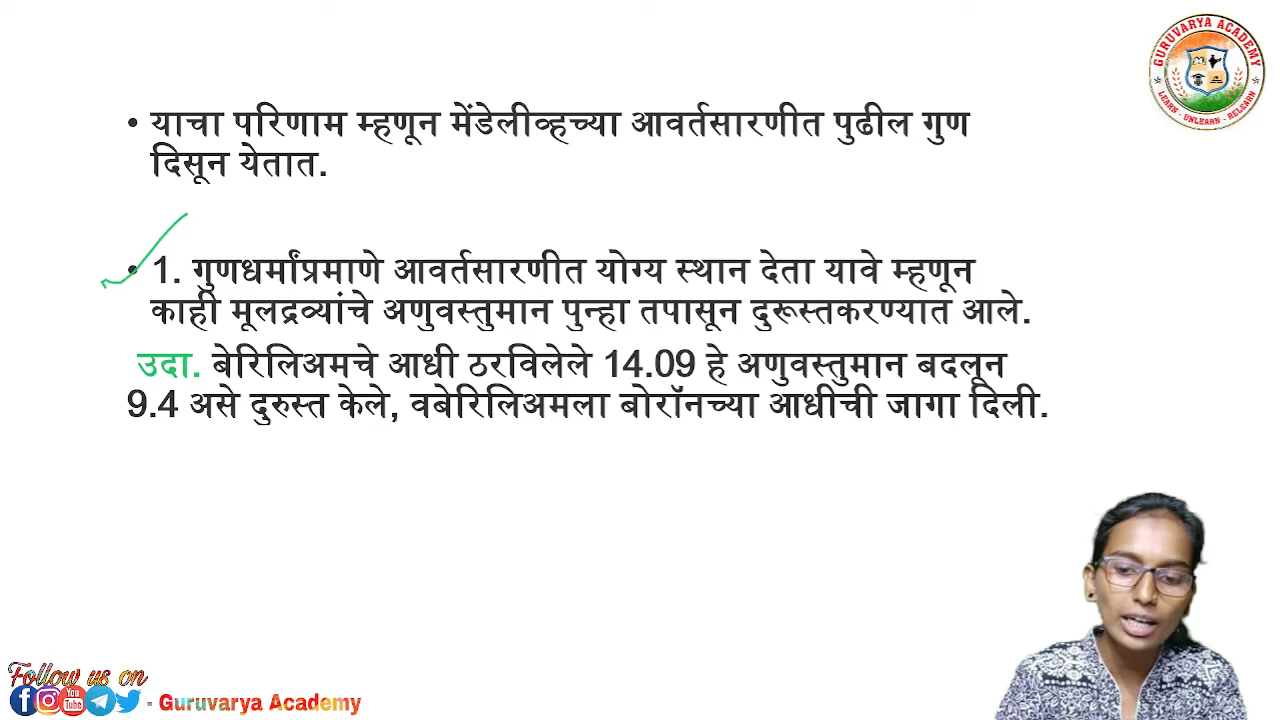 • याचा परिणाम म्हणून मेंडेलीव्हच्या आवर्तसारणीत पुढील गुण
दिसून येतात.
• 1. गुणधर्मांप्रमाणे आवर्तसारणीत योग्य स्थान देता यावे म्हणून
काही मूलद्रव्यांचे अणुवस्तुमान पुन्हा तपासून दुरूस्तकरण्यात आले.
उदा. बेरिलिअमचे आधी ठरविलेले 14.09 हे अणुवस्तुमान बदलून
9.4 असे दुरुस्त केले, वबेरिलिअमला बोरॉनच्या आधीची जागा दिली.
GURUVARYA ACADEMY
LEARN - UNLEARN - RELEARN
Follow us on
You Tube
- Guruvarya Academy